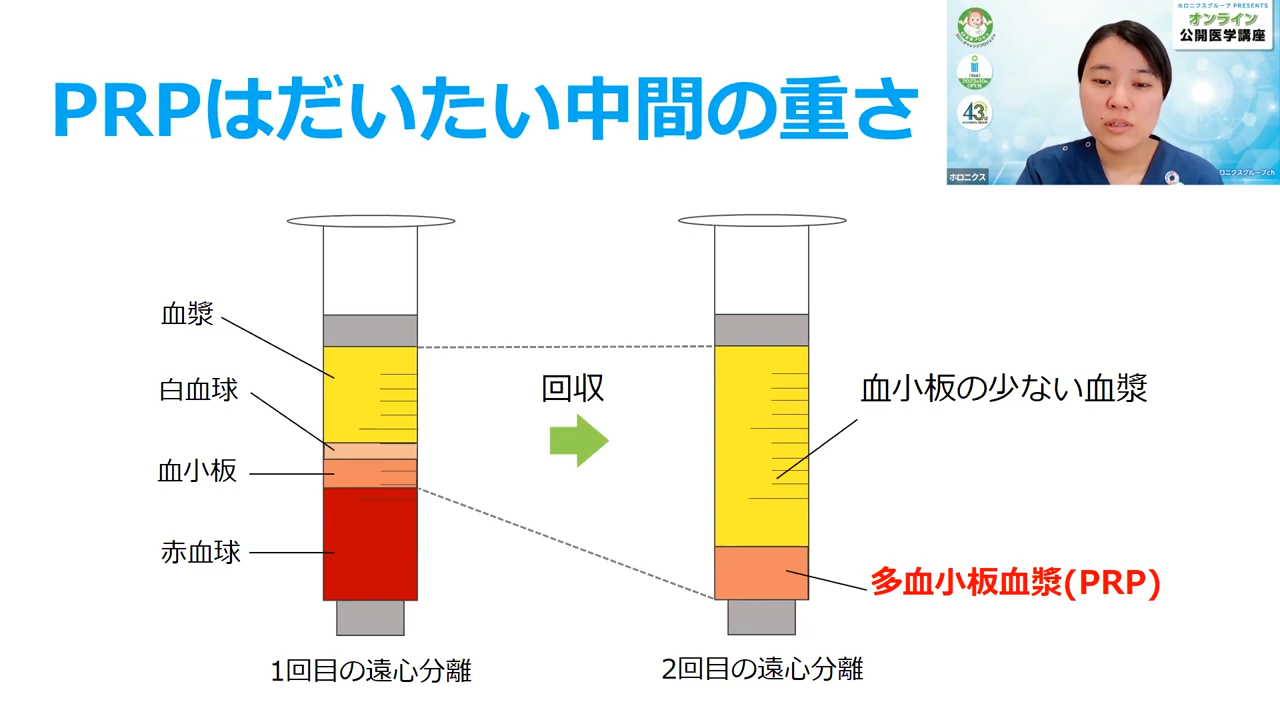 PRPはだいたい中間の重さ
ホロニクスグループ PRESENTS
オンライン
公開医学講座
OPEN
43
ホロニクス
ロニクスグループch
血漿
白血球
血小板
赤血球
回収
血小板の少ない血漿
多血小板血漿(PRP)
1回目の遠心分離
2回目の遠心分離